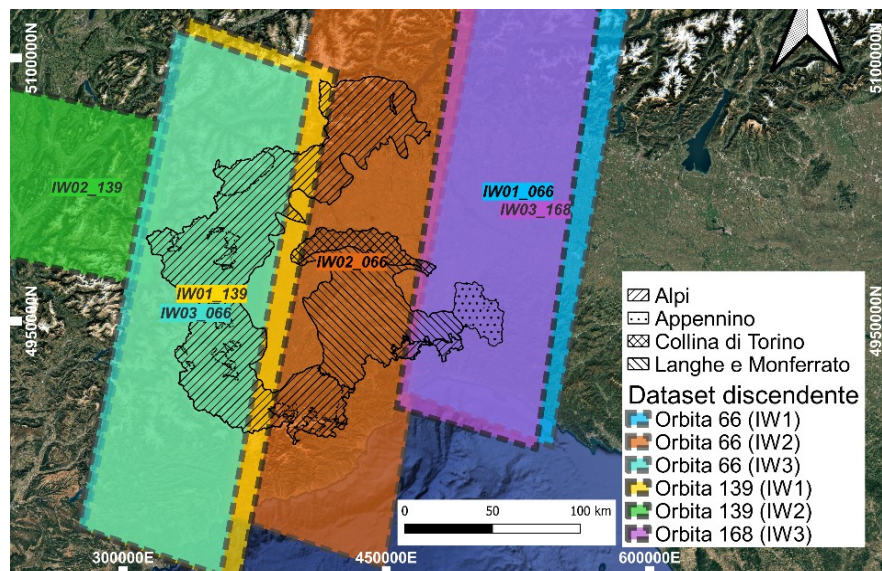 5100000N
5100000N
IW02_139
IW01_066
IW03_168
IW02_066
IW01_139
IW03_066
4950000N
4950000N
Alpi
Appennino
Collina di Torino
Langhe e Monferrato
Dataset discendente
Orbita 66 (IW1)
Orbita 66 (IW2)
Orbita 66 (IW3)
Orbita 139 (IW1)
Orbita 139 (IW2)
Orbita 168 (IW3)
0 50 100 km
300000E 450000E 600000E